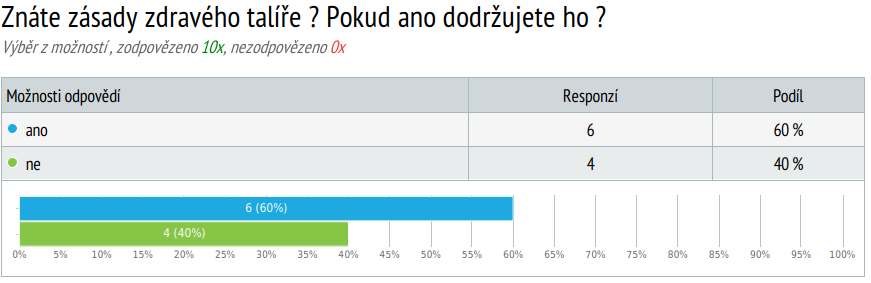 Znáte zásady zdravého talíře ? Pokud ano dodržujete ho ?
Výběr z možností , zodpovězeno 10x, nezodpovězeno 0x
Možnosti odpovědí Responzí Podíl
ano 6 60 %
ne 4 40 %
6 (60%)
4 (40%)
0% 5% 10% 15% 20% 25% 30% 35% 40% 45% 50% 55% 60% 65% 70% 75% 80% 85% 90% 95% 100%